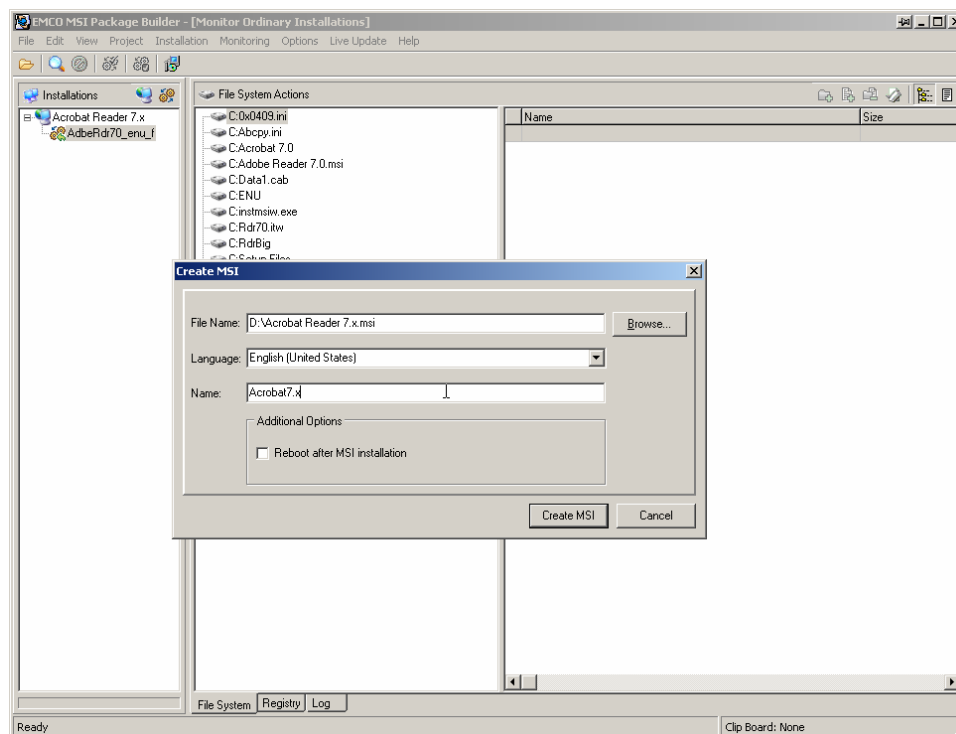 EMCO MSI Package Builder - [Monitor Ordinary Installations]
File Edit View Project Installation Monitoring Options Live Update Help
Installations
File System Actions
Acrobat Reader 7.x
AdbeRdr70_enu_f
C:0x0409.ini
C:Abcpy.ini
C:Acrobat 7.0
C:Adobe Reader 7.0.msi
C:Data1.cab
C:ENU
C:instmsiw.exe
C:Rdr70.itw
C:RdrBig
C:Setup Files
Name Size
Create MSI
File Name: D:\Acrobat Reader 7.x.msi Browse...
Language: English (United States)
Name: Acrobat7.x
Additional Options
Reboot after MSI installation
Create MSI Cancel
File System Registry Log
Ready Clip Board: None